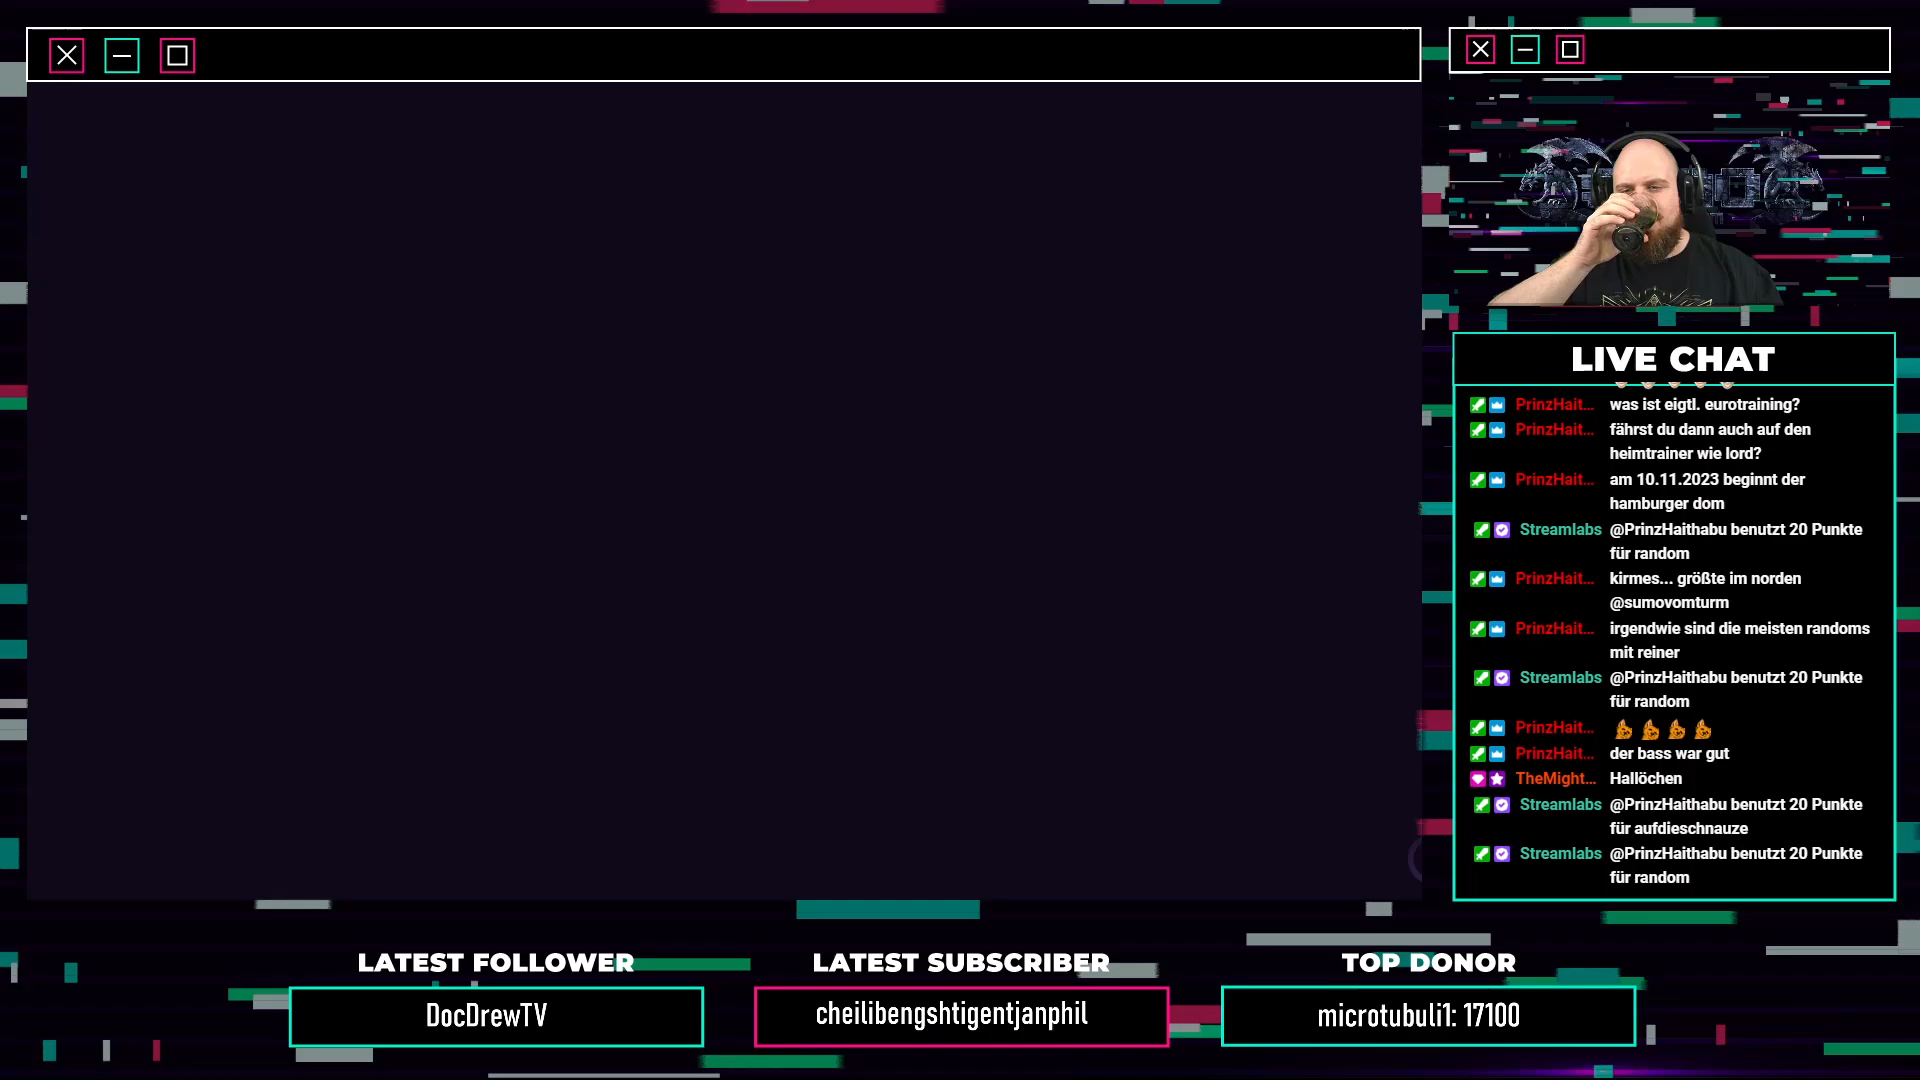 LIVE CHAT
PrinzHait... was ist eigtl. eurotraining?
PrinzHait... fährst du dann auch auf den
heimtrainer wie lord?
PrinzHait... am 10.11.2023 beginnt der
hamburger dom
Streamlabs @PrinzHaithabu benutzt 20 Punkte
für random
PrinzHait... kirmes... größte im norden
@sumovomturm
PrinzHait... irgendwie sind die meisten randoms
mit reiner
Streamlabs @PrinzHaithabu benutzt 20 Punkte
für random
PrinzHait...
PrinzHait... der bass war gut
TheMight... Hallöchen
Streamlabs @PrinzHaithabu benutzt 20 Punkte
für aufdieschnauze
Streamlabs @PrinzHaithabu benutzt 20 Punkte
für random
LATEST FOLLOWER
DocDrewTV
LATEST SUBSCRIBER
cheilibengshtigentjanphil
TOP DONOR
microtubuli1: 17100